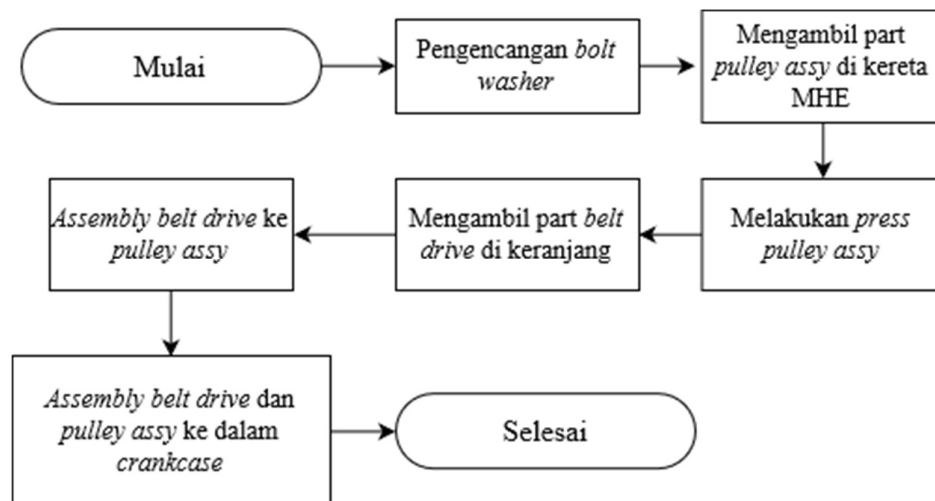 Mulai
Pengencangan bolt
washer
Mengambil part
pulley assy di kereta
MHE
Melakukan press
pulley assy
Mengambil part belt
drive di keranjang
Assembly belt drive ke
pulley assy
Assembly belt drive dan
pulley assy ke dalam
crankcase
Selesai